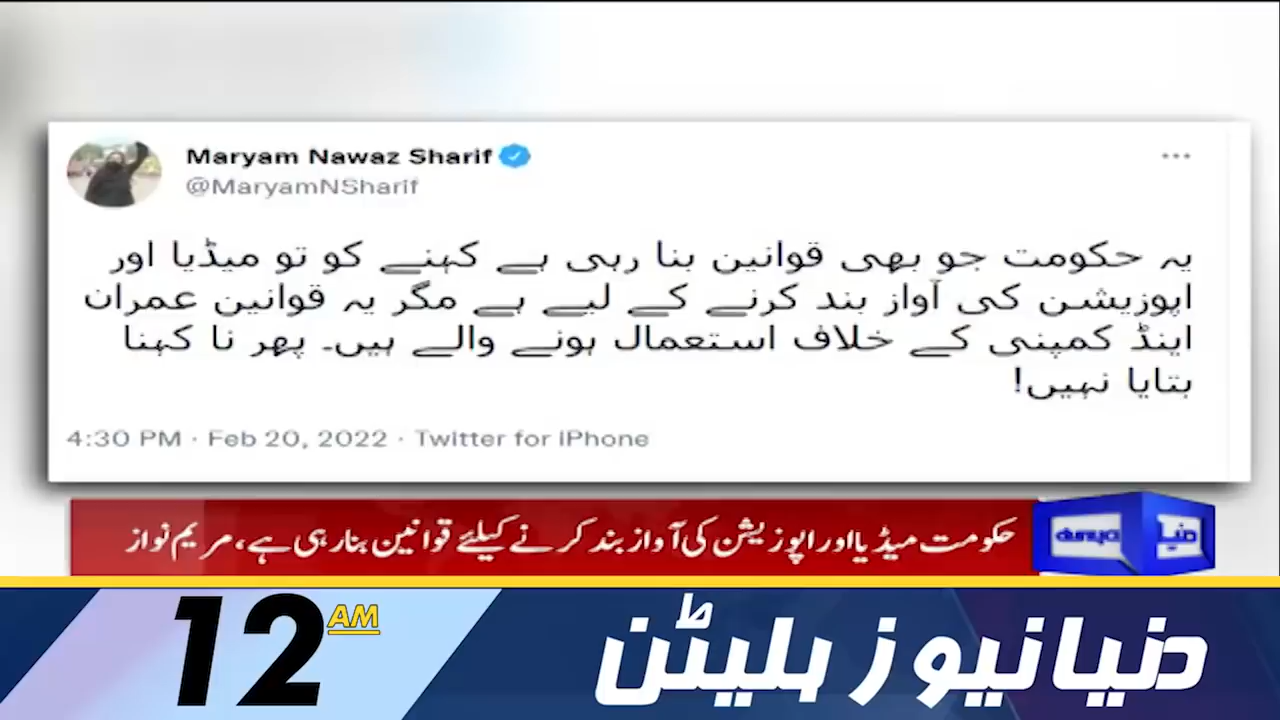 Maryam Nawaz Sharif
@MaryamNSharif
یہ حکومت جو بھی قوانین بنا رہی ہے کہنے کو تو میڈیا اور
اپوزیشن کی آواز بند کرنے کے لیے ہے مگر یہ قوانین عمران
اینڈ کمپنی کے خلاف استعمال ہونے والے ہیں۔ پھر نا کہنا
بتایا نہیں!
4:30 PM · Feb 20, 2022 · Twitter for iPhone
حکومت میڈیا اور اپوزیشن کی آواز بند کرنے کیلئے قوانین بنا رہی ہے، مریم نواز
dunya دنیا
12 AM
دنیا نیوز بلیٹن